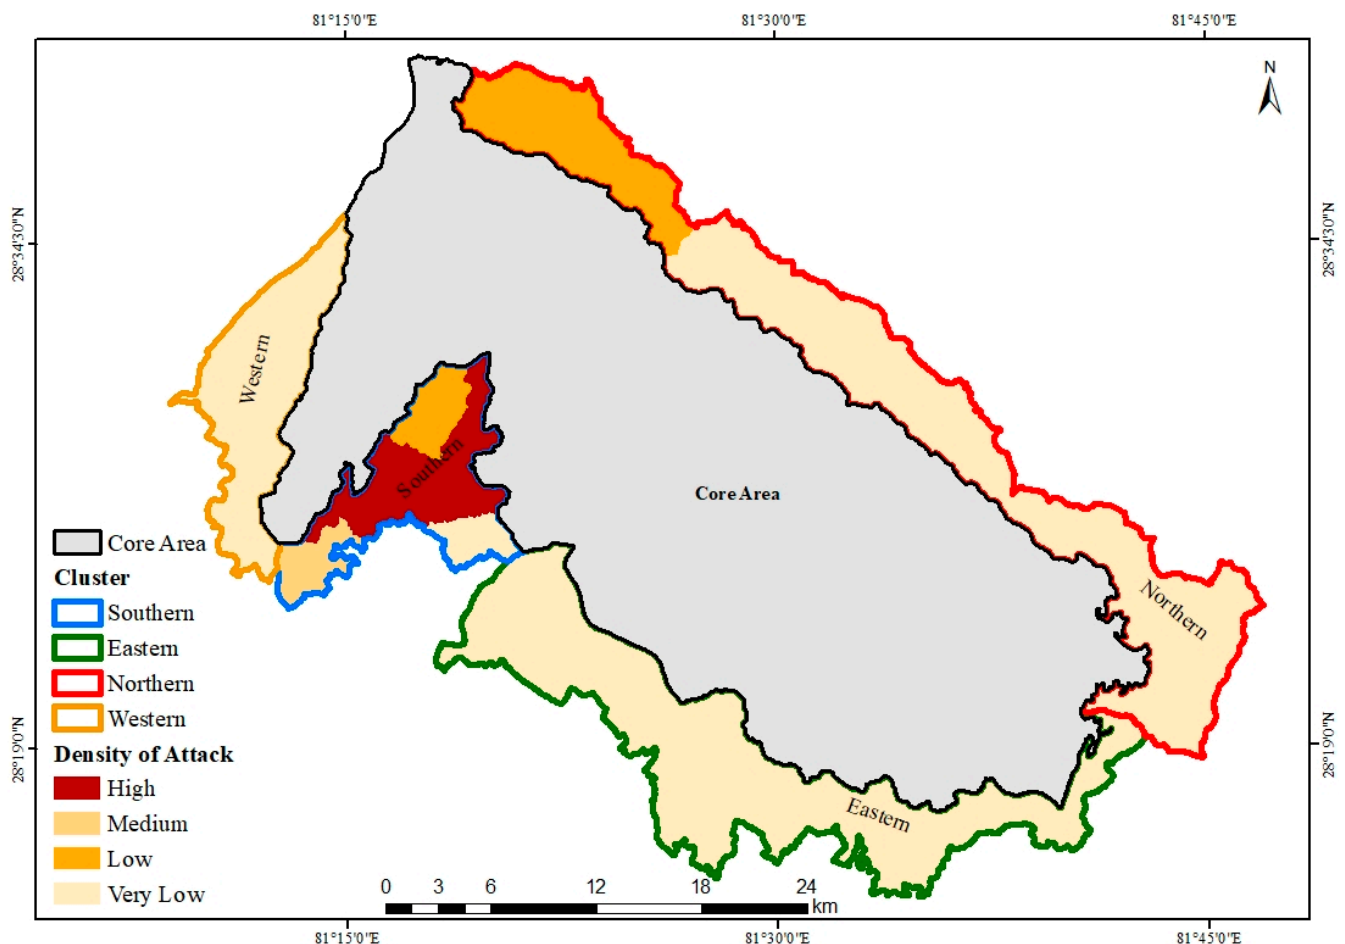 81°15'0"E 81°30'0"E 81°45'0"E
N
28°34'30"N 28°34'30"N
Western
Southern
Core Area
Northern
Eastern
28°19'0"N 28°19'0"N
Core Area
Cluster
Southern
Eastern
Northern
Western
Density of Attack
High
Medium
Low
Very Low
0 3 6 12 18 24
km
81°15'0"E 81°30'0"E 81°45'0"E